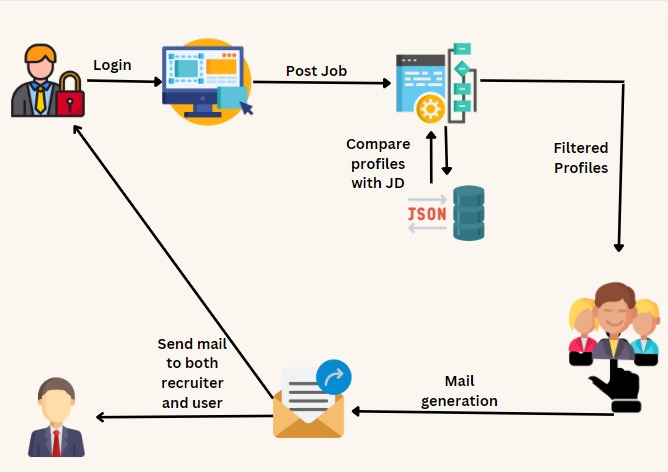 Login
Post Job
Compare
profiles
with JD
JSON
Filtered
Profiles
Send mail
to both
recruiter
and user
Mail
generation